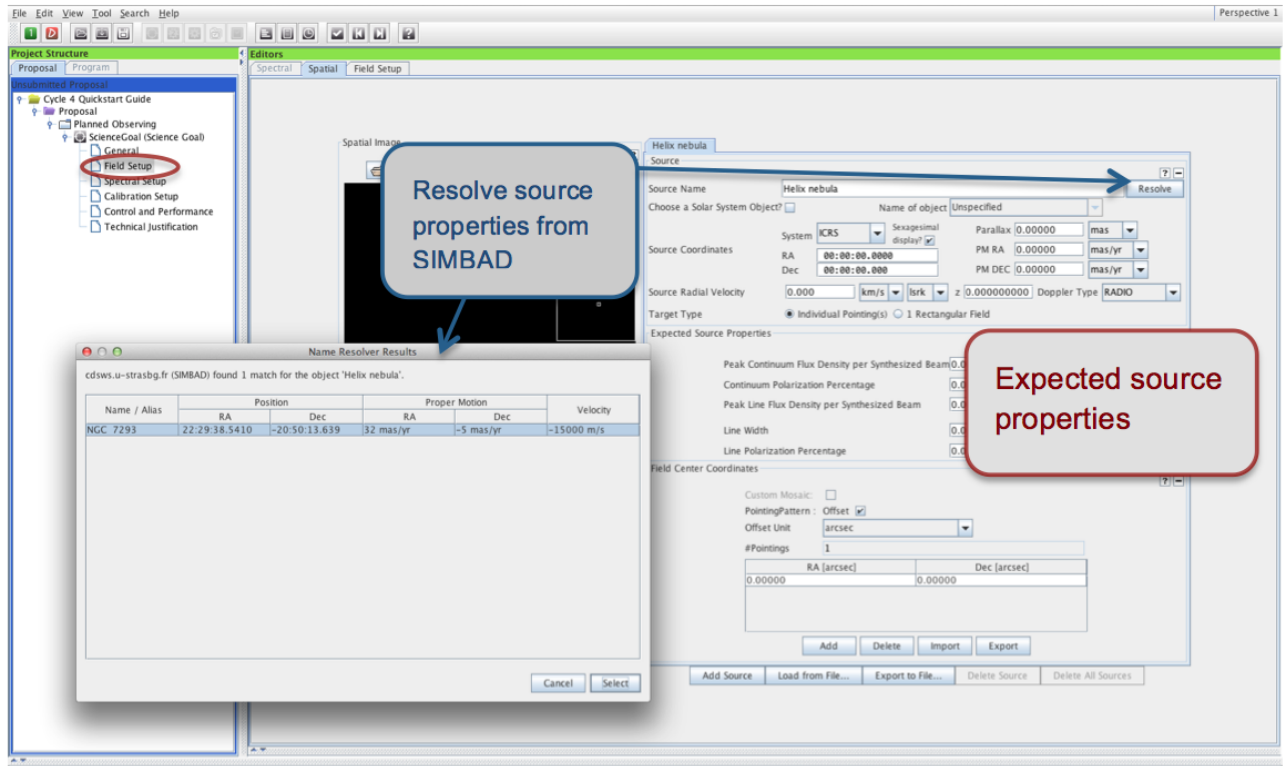 File Edit View Tool Search Help
Perspective 1
Project Structure
Proposal Program
Unsubmitted Proposal
Cycle 4 Quickstart Guide
Proposal
Planned Observing
ScienceGoal (Science Goal)
General
Field Setup
Spectral Setup
Calibration Setup
Control and Performance
Technical Justification
Editors
Spectral Spatial Field Setup
Spatial Image
Resolve source
properties from
SIMBAD
Helix nebula
Source
? −
Source Name Helix nebula Resolve
Choose a Solar System Object? Name of object Unspecified
Source Coordinates
System ICRS Sexagesimal display? Parallax 0.00000 mas
RA 00:00:00.0000 PM RA 0.00000 mas/yr
Dec 00:00:00.000 PM DEC 0.00000 mas/yr
Source Radial Velocity 0.000 km/s lsrk z 0.000000000 Doppler Type RADIO
Target Type Individual Pointing(s) 1 Rectangular Field
Expected Source Properties
Peak Continuum Flux Density per Synthesized Beam
Continuum Polarization Percentage
Peak Line Flux Density per Synthesized Beam
Line Width
Line Polarization Percentage
Expected source
properties
Field Center Coordinates
? −
Custom Mosaic:
PointingPattern : Offset
Offset Unit arcsec
#Pointings 1
RA [arcsec] Dec [arcsec]
0.00000 0.00000
Add Delete Import Export
Add Source Load from File... Export to File... Delete Source Delete All Sources
Name Resolver Results
cdsws.u-strasbg.fr (SIMBAD) found 1 match for the object 'Helix nebula'.
Name / Alias Position Proper Motion Velocity
RA Dec RA Dec
NGC 7293 22:29:38.5410 -20:50:13.639 32 mas/yr -5 mas/yr -15000 m/s
Cancel Select